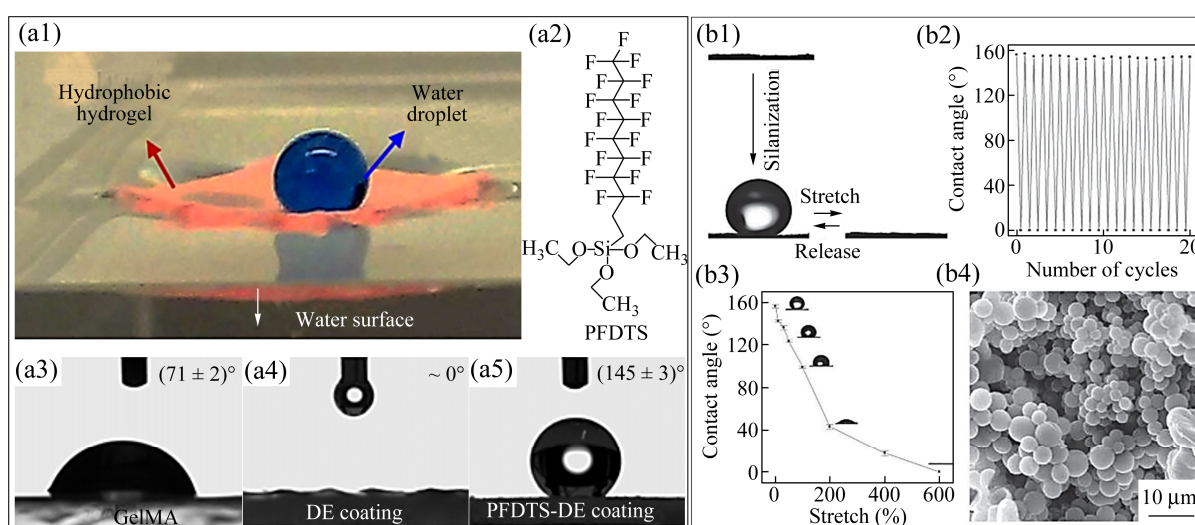 (a1)
Hydrophobic
hydrogel
Water
droplet
Water surface
(a2)
F
F F
F F
F F
F F
F F
F F
F F
F F
H₃C O Si O CH₃
O
CH₃
PFDTS
(a3)
(71 ± 2)°
GelMA
(a4)
~ 0°
DE coating
(a5)
(145 ± 3)°
PFDTS-DE coating
(b1)
Silanization
Stretch
Release
(b2)
Contact angle (°)
160
120
80
40
0
0 10 20
Number of cycles
(b3)
Contact angle (°)
160
120
80
40
0
0 200 400 600
Stretch (%)
(b4)
10 μm